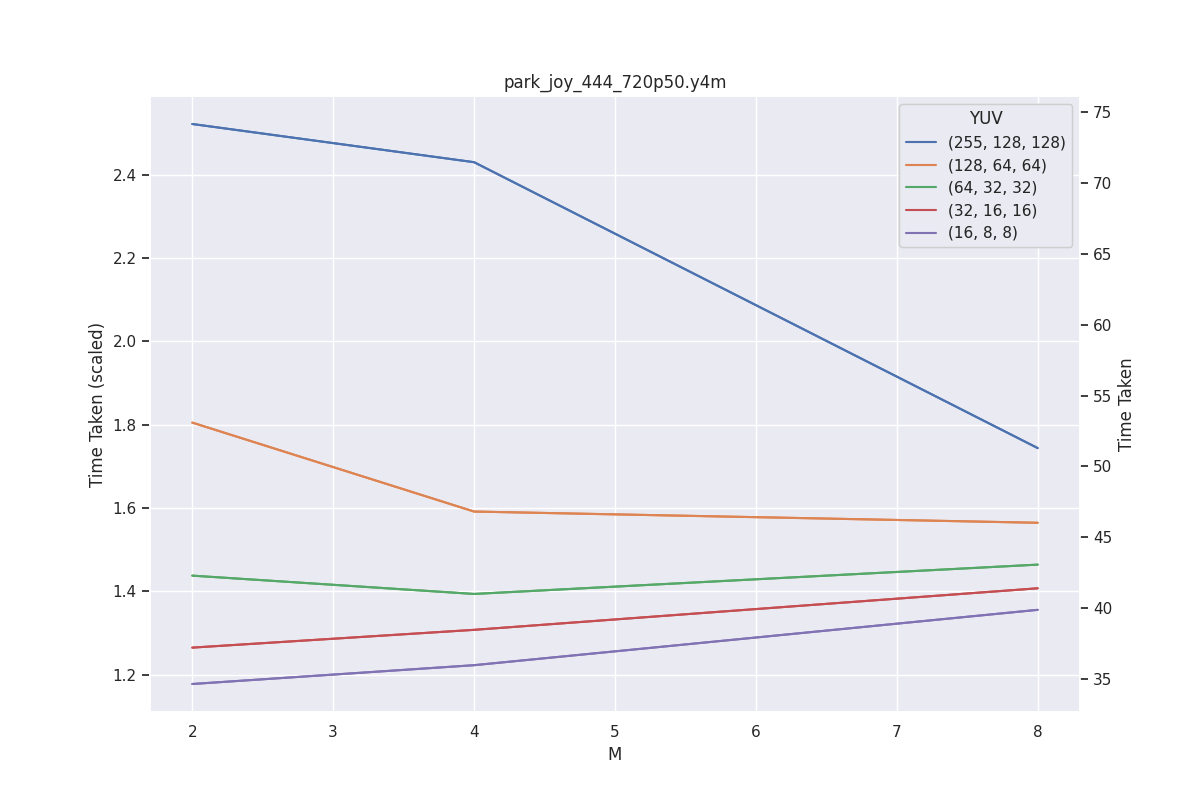 park_joy_444_720p50.y4m
YUV
(255, 128, 128)
(128, 64, 64)
(64, 32, 32)
(32, 16, 16)
(16, 8, 8)
Time Taken (scaled)
2.4
2.2
2.0
1.8
1.6
1.4
1.2
75
70
65
60
55
50
45
40
35
Time Taken
2 3 4 5 6 7 8
M